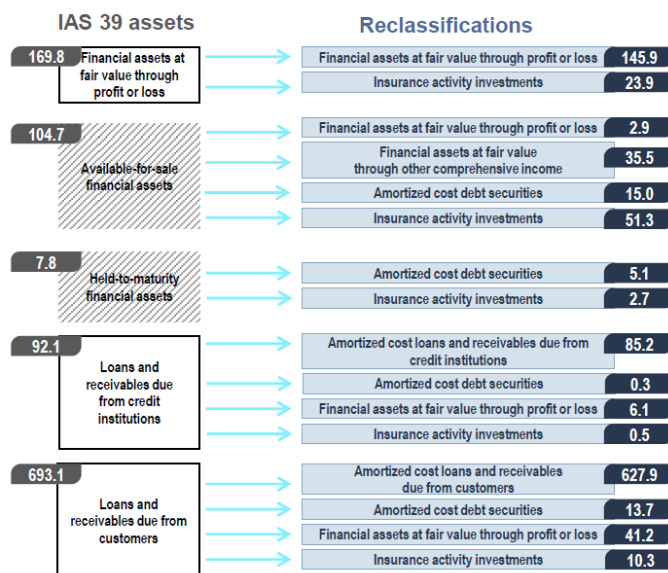 IAS 39 assets
Reclassifications
169.8
Financial assets at
fair value through
profit or loss
Financial assets at fair value through profit or loss
145.9
Insurance activity investments
23.9
104.7
Available-for-sale
financial assets
Financial assets at fair value through profit or loss
2.9
Financial assets at fair value
through other comprehensive income
35.5
Amortized cost debt securities
15.0
Insurance activity investments
51.3
7.8
Held-to-maturity
financial assets
Amortized cost debt securities
5.1
Insurance activity investments
2.7
92.1
Loans and
receivables due
from credit
institutions
Amortized cost loans and receivables due from
credit institutions
85.2
Amortized cost debt securities
0.3
Financial assets at fair value through profit or loss
6.1
Insurance activity investments
0.5
693.1
Loans and
receivables due from
customers
Amortized cost loans and receivables
due from customers
627.9
Amortized cost debt securities
13.7
Financial assets at fair value through profit or loss
41.2
Insurance activity investments
10.3